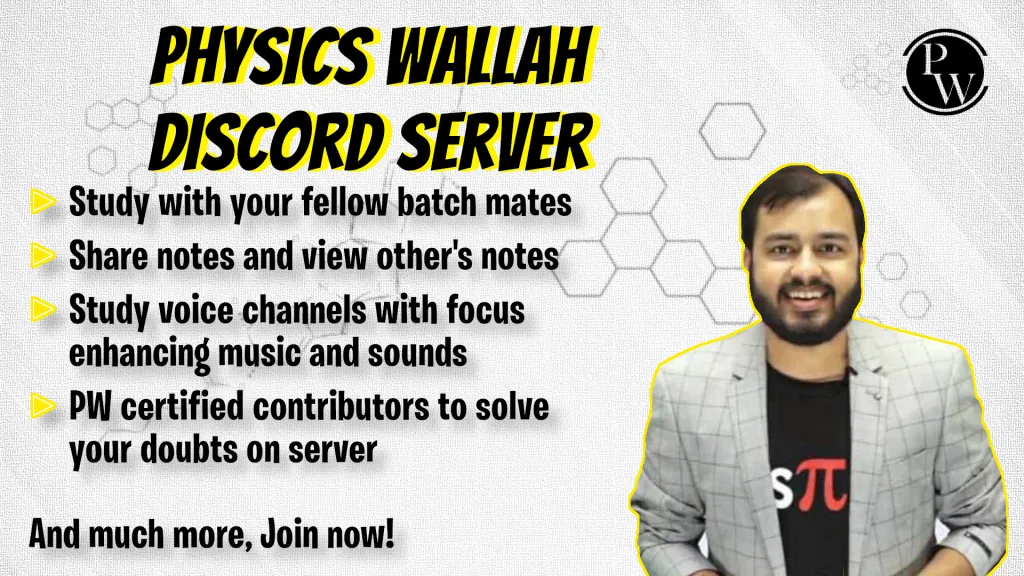 PHYSICS WALLAH
DISCORD SERVER
Study with your fellow batch mates
Share notes and view other's notes
Study voice channels with focus
enhancing music and sounds
PW certified contributors to solve
your doubts on server
And much more, Join now!
PW
sπ